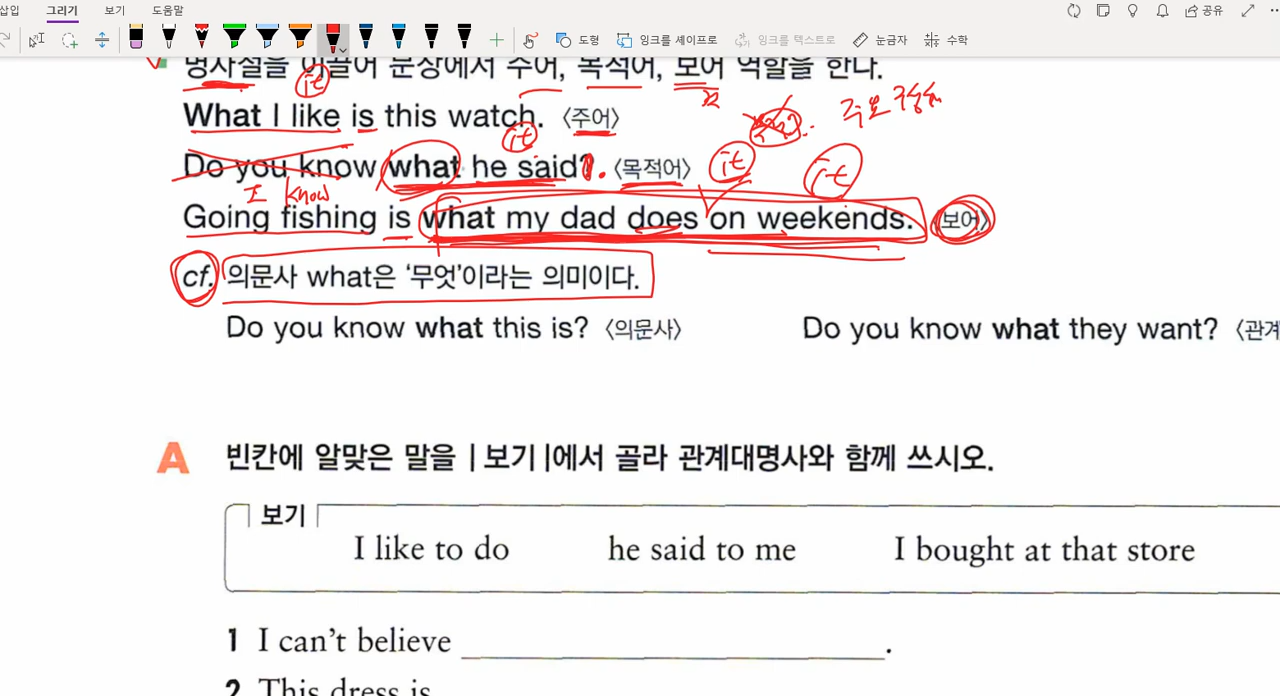 삽입 그리기 보기 도움말
공유
도형 잉크를 셰이프로 잉크를 텍스트로 눈금자 수학
명사절을 이끌어 문장에서 주어, 목적어, 보어 역할을 한다.
it
What I like is this watch. 〈주어〉
it
주요
Do you know what he said? 〈목적어〉
it it
I know
Going fishing is what my dad does on weekends. 〈보어〉
cf. 의문사 what은 ‘무엇’이라는 의미이다.
Do you know what this is? 〈의문사〉 Do you know what they want? 〈관계
A 빈칸에 알맞은 말을 |보기|에서 골라 관계대명사와 함께 쓰시오.
보기
I like to do he said to me I bought at that store
1 I can’t believe ____________________.
2 This dress is